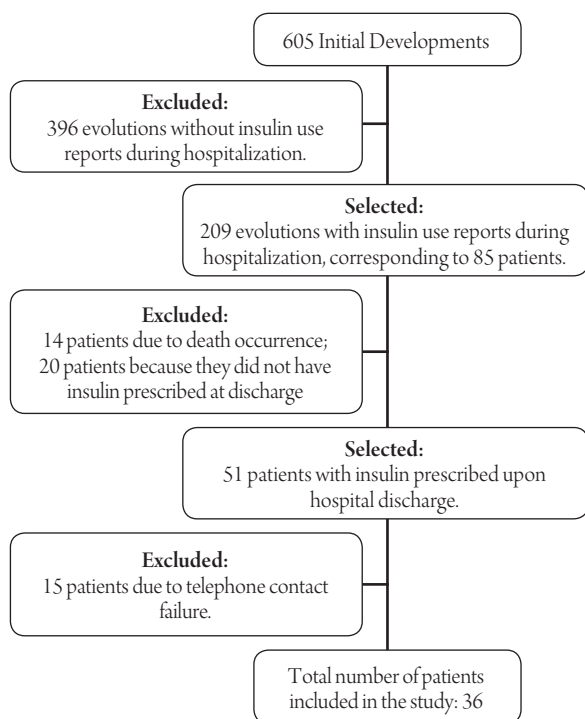 605 Initial Developments
Excluded:
396 evolutions without insulin use
reports during hospitalization.
Selected:
209 evolutions with insulin use reports during
hospitalization, corresponding to 85 patients.
Excluded:
14 patients due to death occurrence;
20 patients because they did not have
insulin prescribed at discharge
Selected:
51 patients with insulin prescribed upon
hospital discharge.
Excluded:
15 patients due to telephone contact
failure.
Total number of patients
included in the study: 36